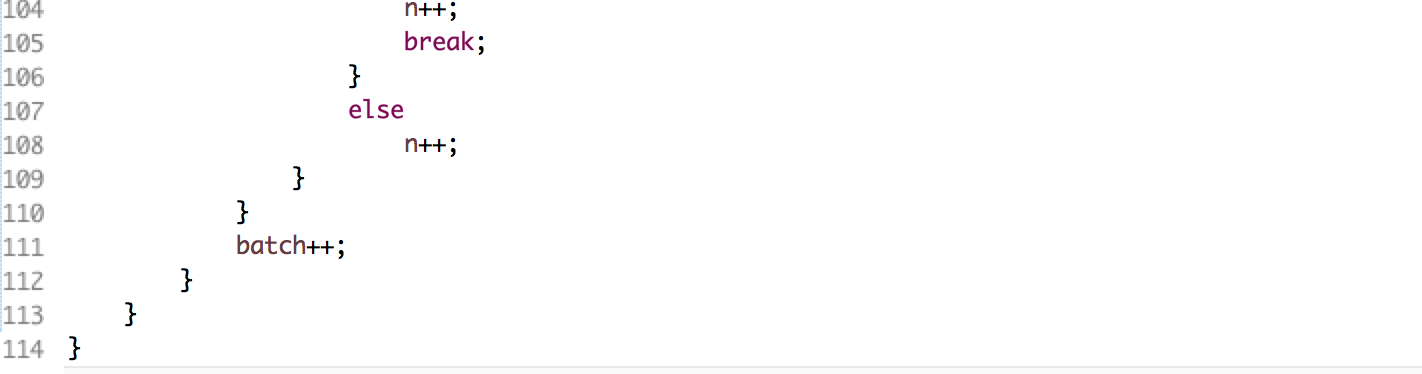 104 n++;
105 break;
106 }
107 else
108 n++;
109 }
110 }
111 batch++;
112 }
113 }
114 }